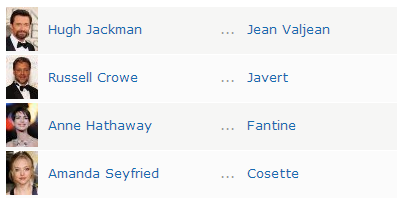 Hugh Jackman ... Jean Valjean
Russell Crowe ... Javert
Anne Hathaway ... Fantine
Amanda Seyfried ... Cosette